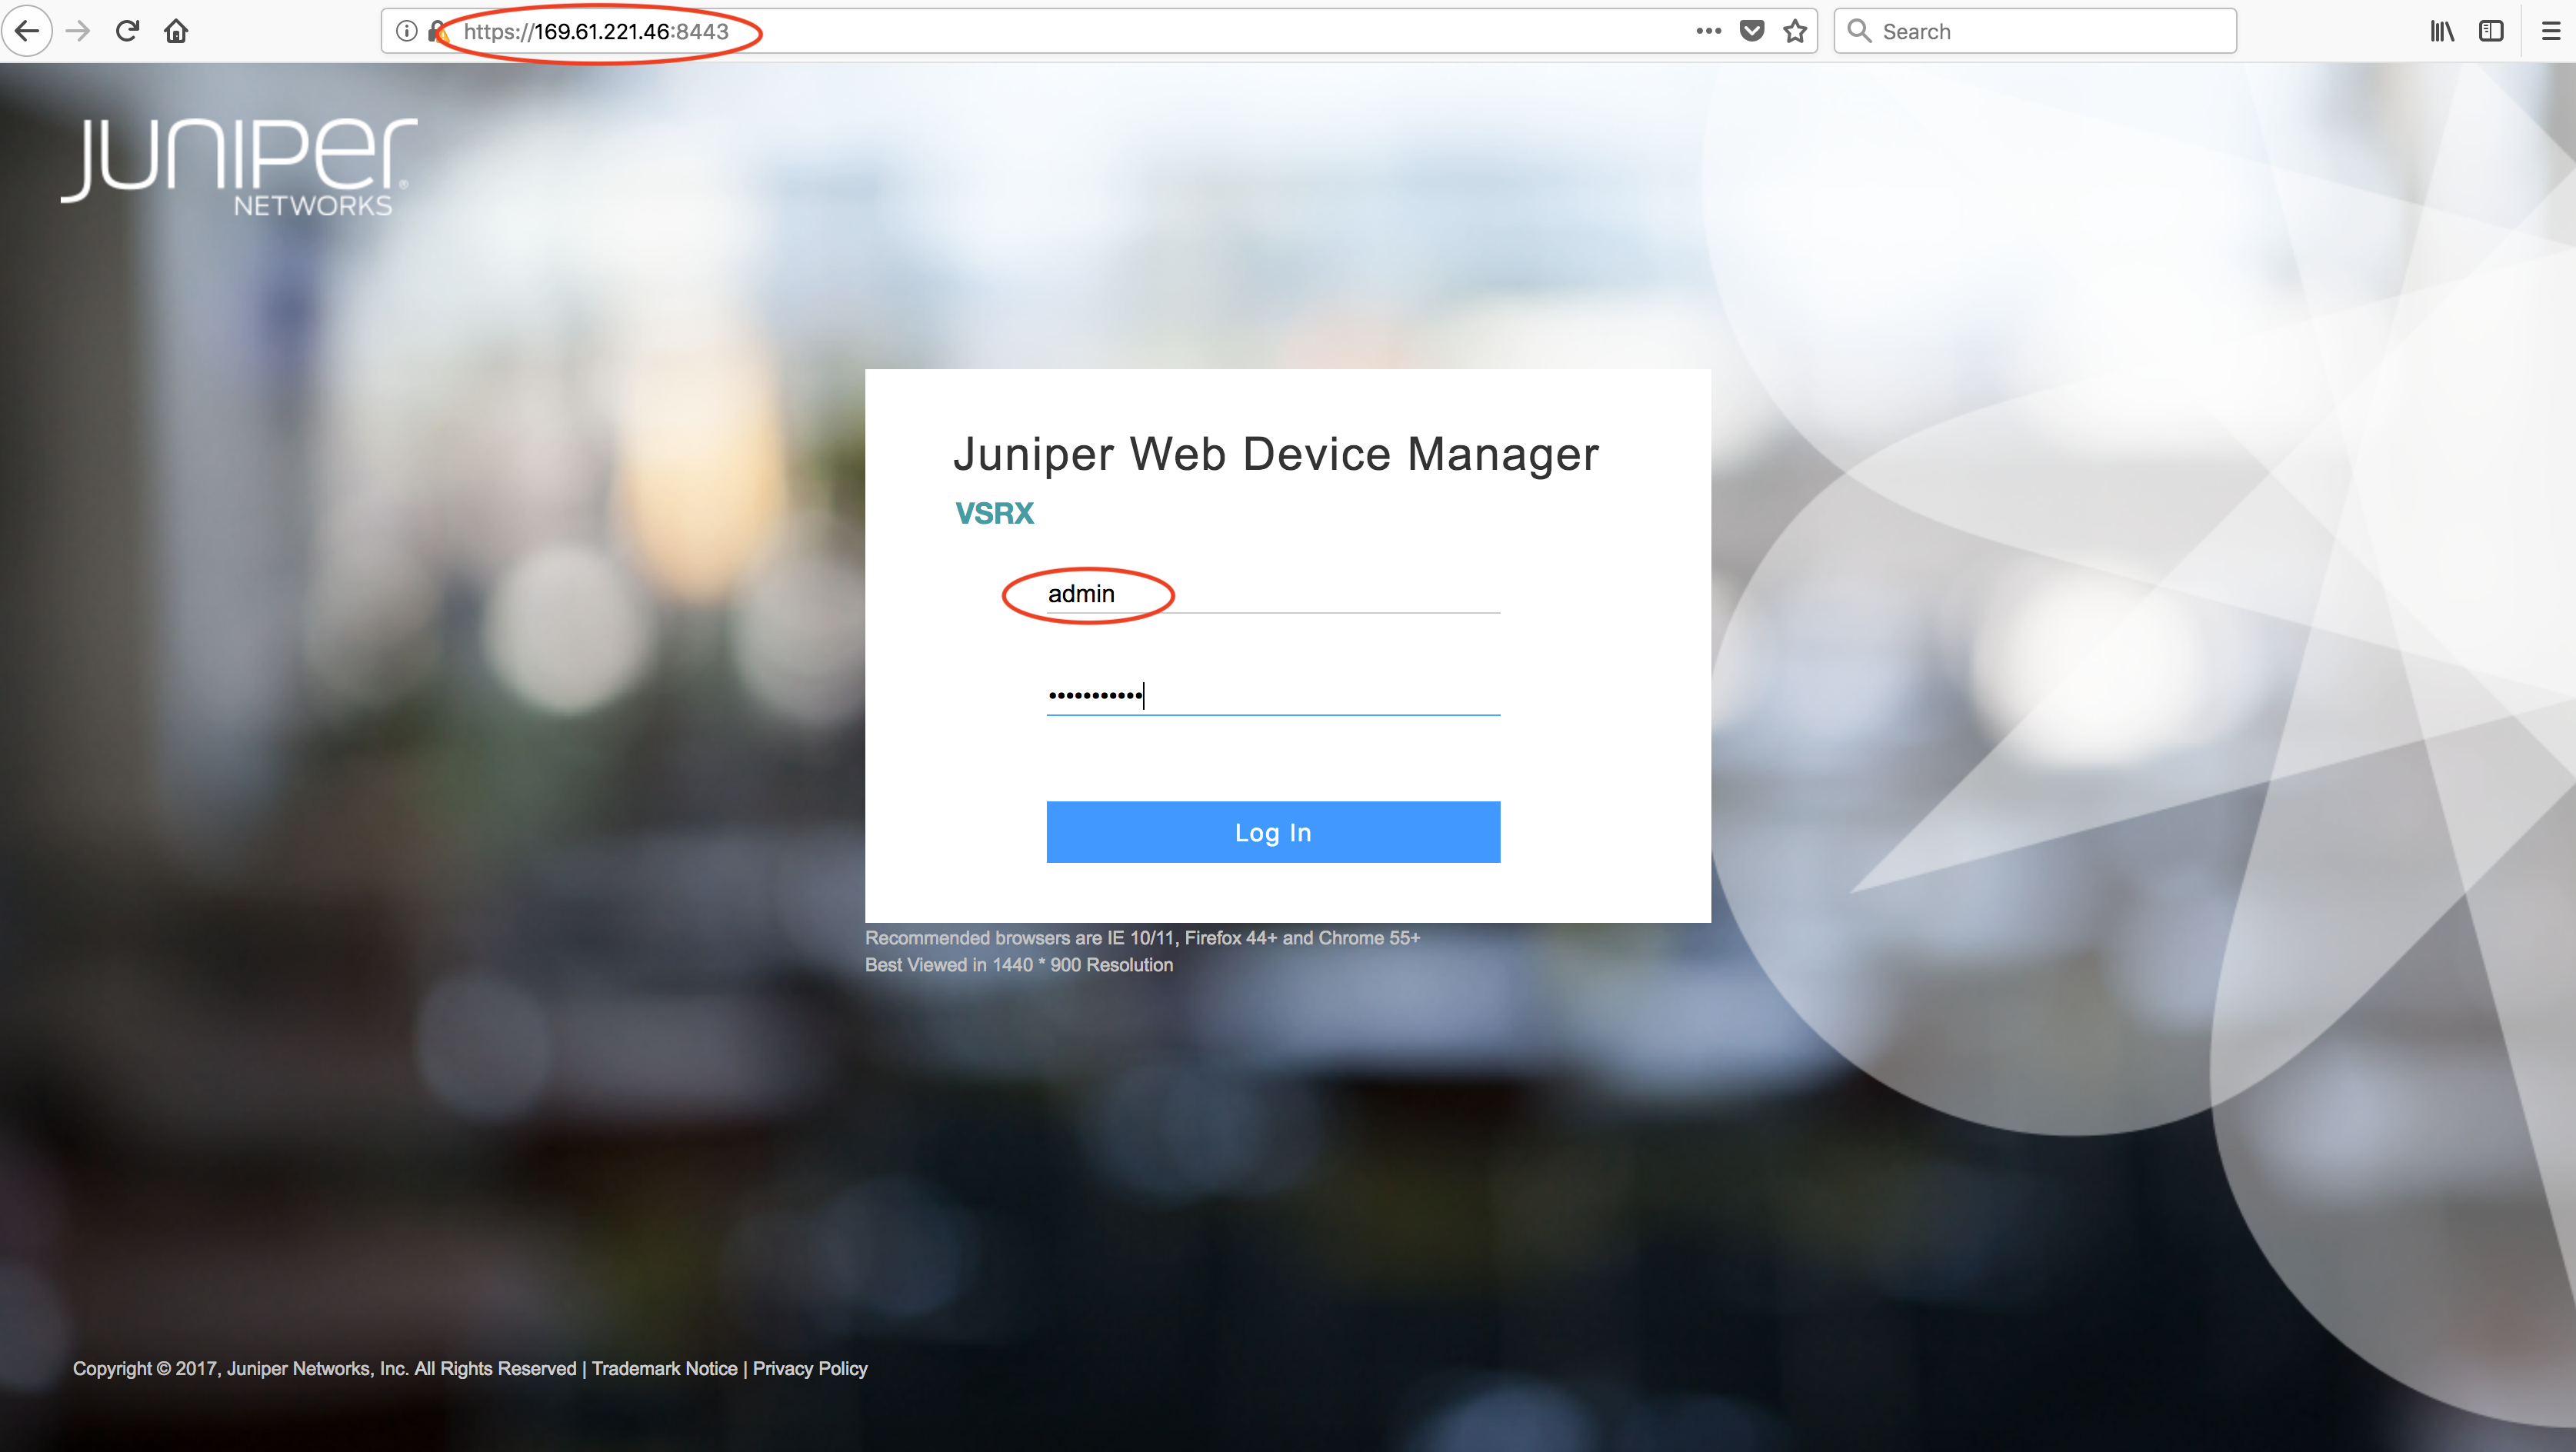 https://169.61.221.46:8443
Search
JUNIPer
NETWORKS
Juniper Web Device Manager
VSRX
admin
•••••••••••
Log In
Recommended browsers are IE 10/11, Firefox 44+ and Chrome 55+
Best Viewed in 1440 * 900 Resolution
Copyright © 2017, Juniper Networks, Inc. All Rights Reserved | Trademark Notice | Privacy Policy